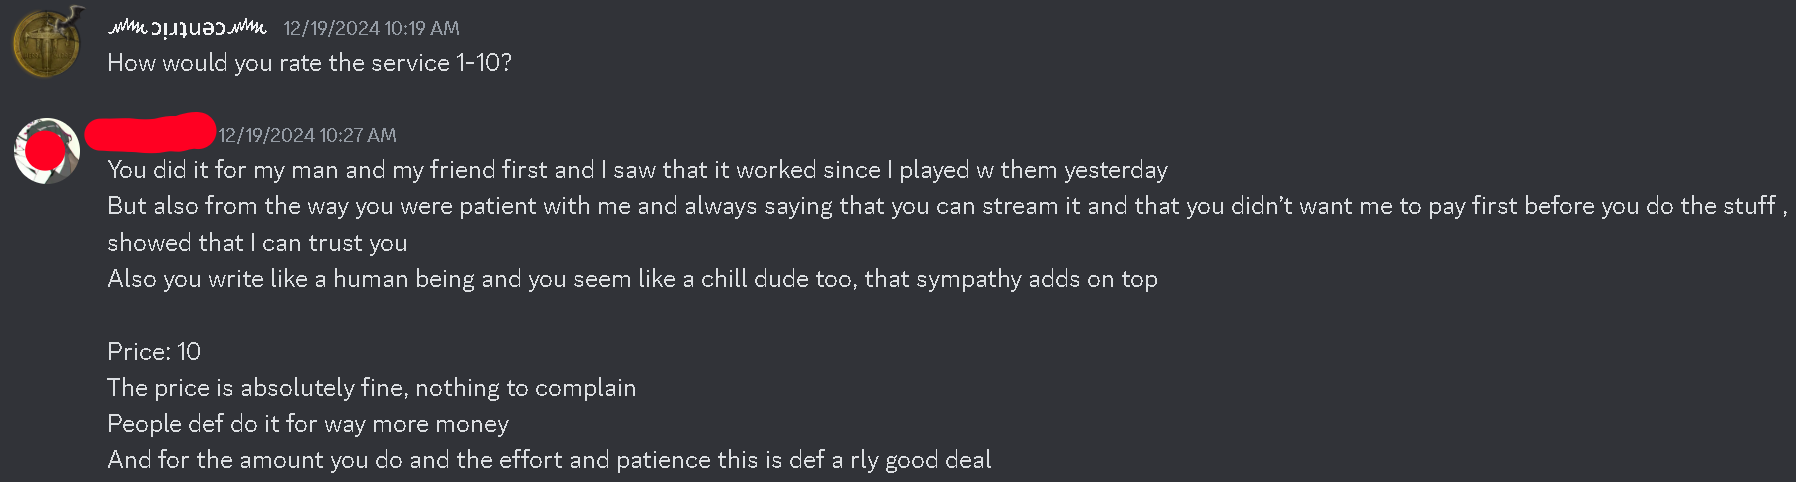 12/19/2024 10:19 AM
How would you rate the service 1-10?
12/19/2024 10:27 AM
You did it for my man and my friend first and I saw that it worked since I played w them yesterday
But also from the way you were patient with me and always saying that you can stream it and that you didn't want me to pay first before you do the stuff ,
showed that I can trust you
Also you write like a human being and you seem like a chill dude too, that sympathy adds on top
Price: 10
The price is absolutely fine, nothing to complain
People def do it for way more money
And for the amount you do and the effort and patience this is def a rly good deal